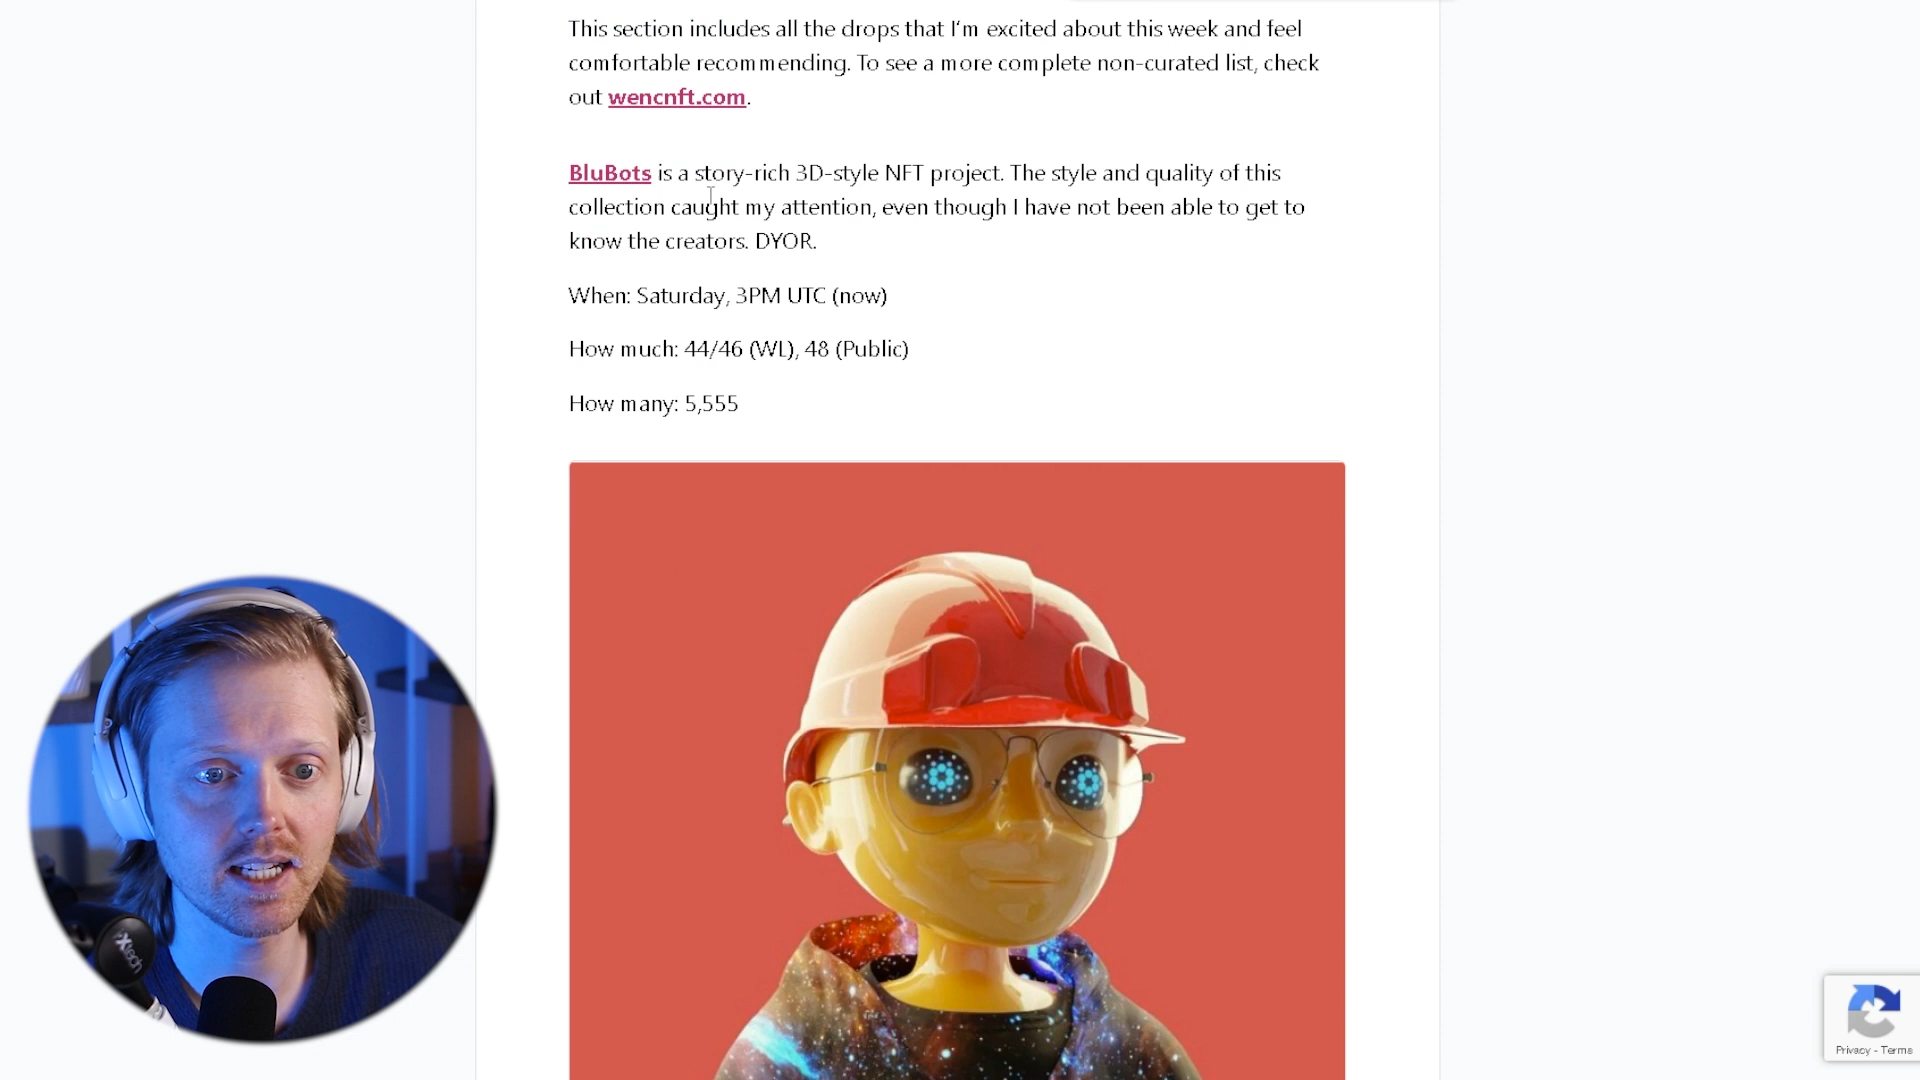 This section includes all the drops that I'm excited about this week and feel
comfortable recommending. To see a more complete non-curated list, check
out wencnft.com.
BluBots is a story-rich 3D-style NFT project. The style and quality of this
collection caught my attention, even though I have not been able to get to
know the creators. DYOR.
When: Saturday, 3PM UTC (now)
How much: 44/46 (WL), 48 (Public)
How many: 5,555
Privacy - Terms